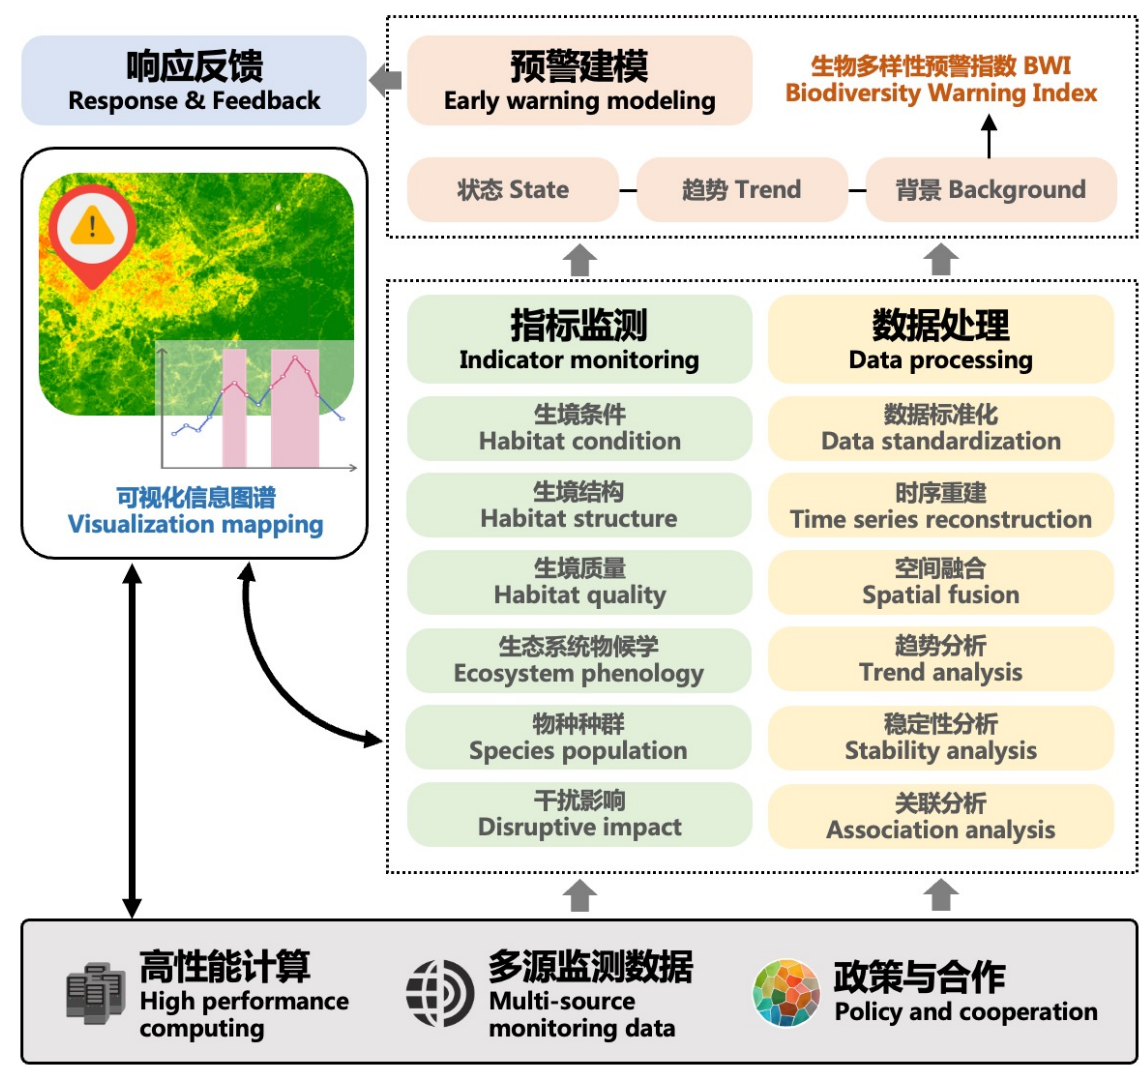 响应反馈
Response & Feedback
预警建模
Early warning modeling
生物多样性预警指数 BWI
Biodiversity Warning Index
状态 State
趋势 Trend
背景 Background
可视化信息图谱
Visualization mapping
指标监测
Indicator monitoring
生境条件
Habitat condition
生境结构
Habitat structure
生境质量
Habitat quality
生态系统物候学
Ecosystem phenology
物种种群
Species population
干扰影响
Disruptive impact
数据处理
Data processing
数据标准化
Data standardization
时序重建
Time series reconstruction
空间融合
Spatial fusion
趋势分析
Trend analysis
稳定性分析
Stability analysis
关联分析
Association analysis
高性能计算
High performance
computing
多源监测数据
Multi-source
monitoring data
政策与合作
Policy and cooperation